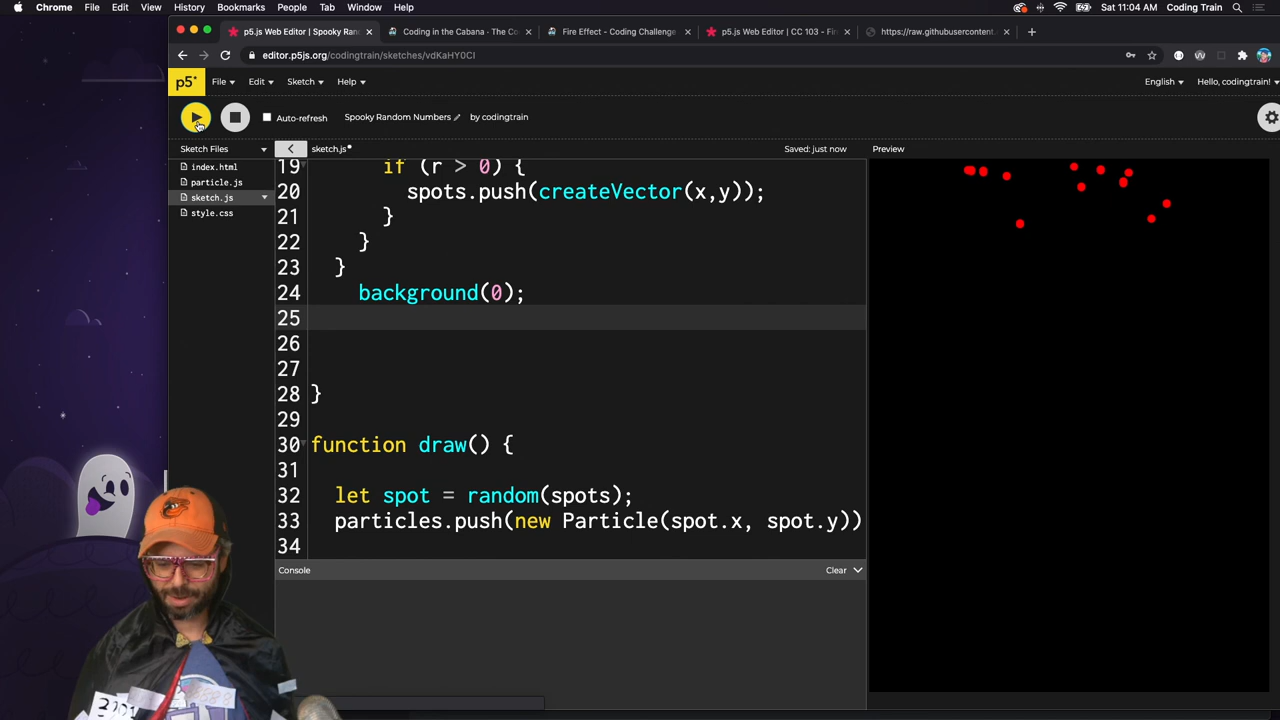 Chrome File Edit View History Bookmarks People Tab Window Help Sat 11:04 AM Coding Train
p5.js Web Editor | Spooky Ran Coding in the Cabana - The Co Fire Effect - Coding Challenge p5.js Web Editor | CC 103 - Fir https://raw.githubusercontent.
editor.p5js.org/codingtrain/sketches/vdKaHY0CI
p5* File Edit Sketch Help English Hello, codingtrain!
Auto-refresh Spooky Random Numbers by codingtrain
Sketch Files sketch.js Saved: just now Preview
index.html
particle.js
sketch.js
style.css
19 if (r > 0) {
20 spots.push(createVector(x,y));
21 }
22 }
23 }
24 background(0);
25
26
27
28 }
29
30 function draw() {
31
32 let spot = random(spots);
33 particles.push(new Particle(spot.x, spot.y))
34
Console Clear